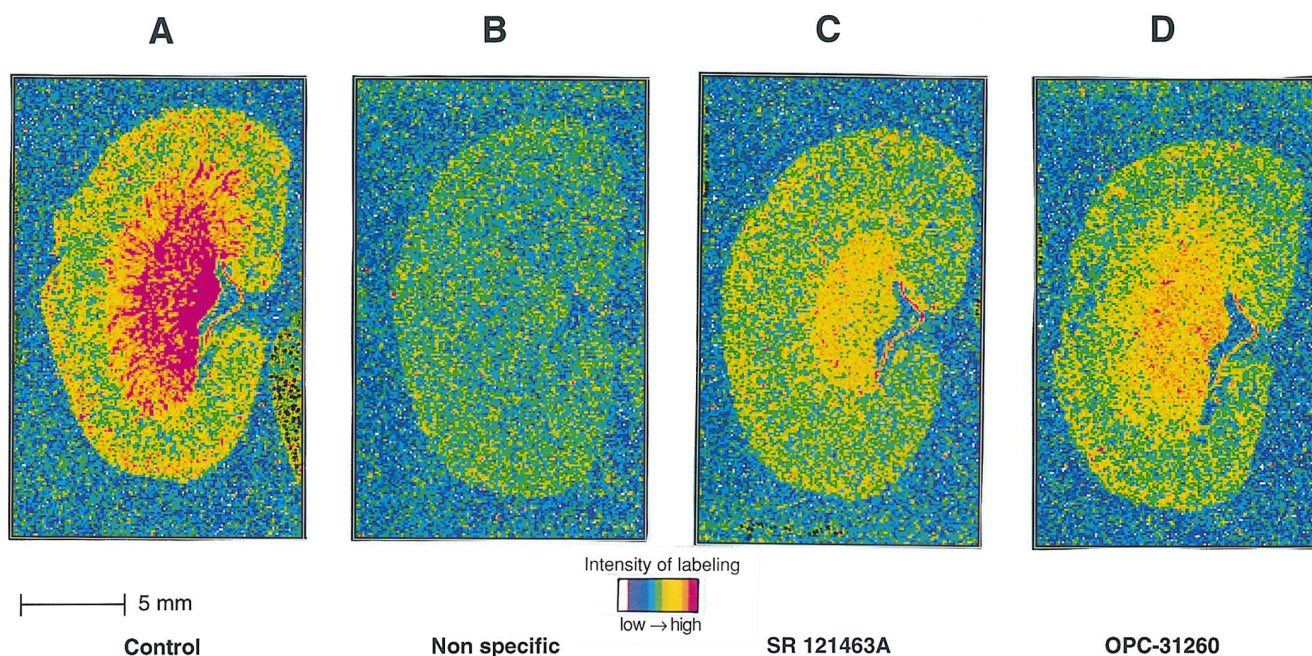 A B C D
Intensity of labeling
low → high
5 mm
Control Non specific SR 121463A OPC-31260